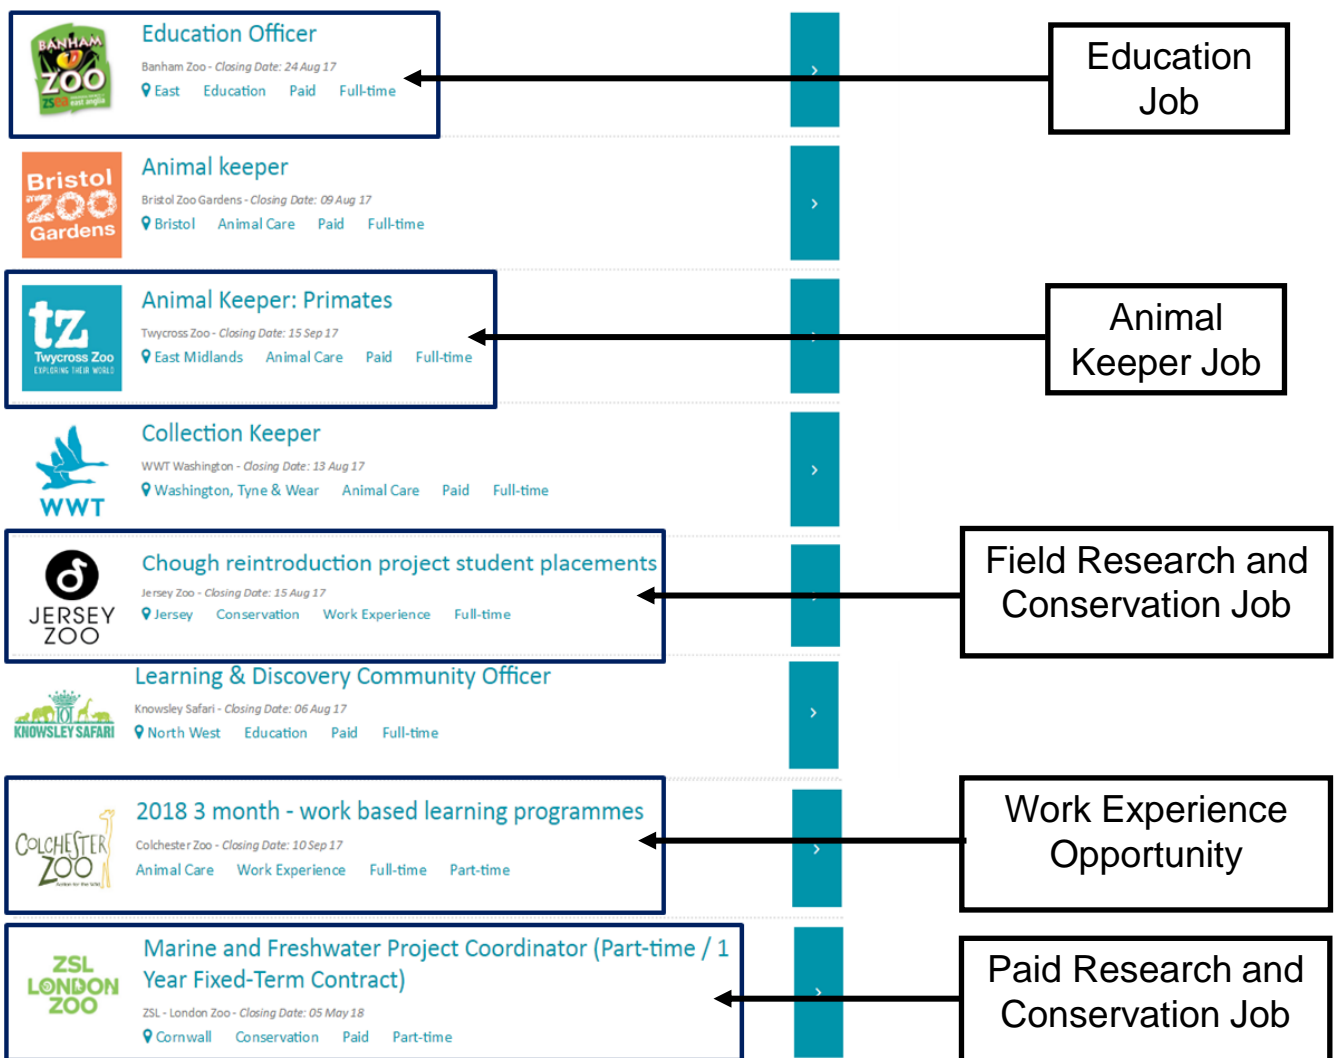 BANHAM
ZOO
ZSEA east anglia
Education Officer
Banham Zoo - Closing Date: 24 Aug 17
East Education Paid Full-time
Education
Job
Bristol
ZOO
Gardens
Animal keeper
Bristol Zoo Gardens - Closing Date: 09 Aug 17
Bristol Animal Care Paid Full-time
tz
Twycross Zoo
EXPLORING THEIR WORLD
Animal Keeper: Primates
Twycross Zoo - Closing Date: 15 Sep 17
East Midlands Animal Care Paid Full-time
Animal
Keeper Job
WWT
Collection Keeper
WWT Washington - Closing Date: 13 Aug 17
Washington, Tyne & Wear Animal Care Paid Full-time
JERSEY
ZOO
Chough reintroduction project student placements
Jersey Zoo - Closing Date: 15 Aug 17
Jersey Conservation Work Experience Full-time
Field Research and
Conservation Job
KNOWSLEY SAFARI
Learning & Discovery Community Officer
Knowsley Safari - Closing Date: 06 Aug 17
North West Education Paid Full-time
COLCHESTER
ZOO
Action for the Wild
2018 3 month - work based learning programmes
Colchester Zoo - Closing Date: 10 Sep 17
Animal Care Work Experience Full-time Part-time
Work Experience
Opportunity
ZSL
LONDON
ZOO
Marine and Freshwater Project Coordinator (Part-time / 1
Year Fixed-Term Contract)
ZSL - London Zoo - Closing Date: 05 May 18
Cornwall Conservation Paid Part-time
Paid Research and
Conservation Job